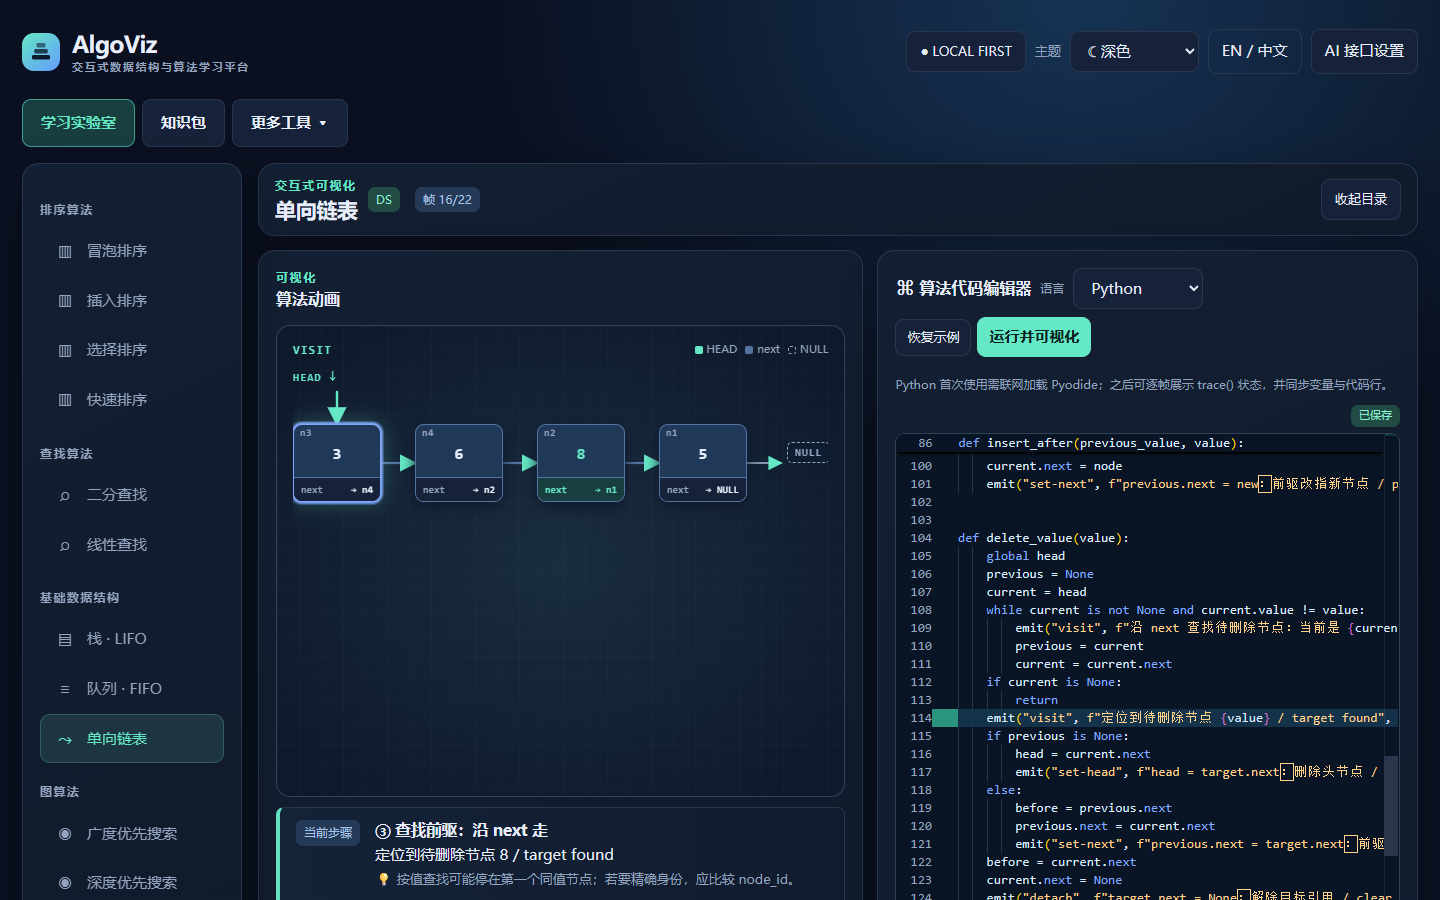 AlgoViz
交互式数据结构与算法学习平台
● LOCAL FIRST
主题
☾ 深色
EN / 中文
AI 接口设置
学习实验室
知识包
更多工具 ▾
排序算法
冒泡排序
插入排序
选择排序
快速排序
查找算法
二分查找
线性查找
基础数据结构
栈 · LIFO
队列 · FIFO
单向链表
图算法
广度优先搜索
深度优先搜索
交互式可视化
单向链表
DS
帧 16/22
收起目录
可视化
算法动画
VISIT
HEAD
next
NULL
HEAD ↓
n3
3
next → n4
n4
6
next → n2
n2
8
next → n1
n1
5
next → NULL
NULL
当前步骤
③ 查找前驱：沿 next 走
定位到待删除节点 8 / target found
💡 按值查找可能停在第一个同值节点；若要精确身份，应比较 node_id。
⌘ 算法代码编辑器
语言
Python
恢复示例
运行并可视化
Python 首次使用需联网加载 Pyodide；之后可逐帧展示 trace() 状态，并同步变量与代码行。
已保存
86 def insert_after(previous_value, value):
100 current.next = node
101 emit("set-next", f"previous.next = new：前驱改指新节点 / p
102
103
104 def delete_value(value):
105 global head
106 previous = None
107 current = head
108 while current is not None and current.value != value:
109 emit("visit", f"沿 next 查找待删除节点：当前是 {curren
110 previous = current
111 current = current.next
112 if current is None:
113 return
114 emit("visit", f"定位到待删除节点 {value} / target found",
115 if previous is None:
116 head = current.next
117 emit("set-head", f"head = target.next：删除头节点 /
118 else:
119 before = previous.next
120 previous.next = current.next
121 emit("set-next", f"previous.next = target.next：前驱
122 before = current.next
123 current.next = None
124 emit("detach", f"target.next = None：解除目标引用 / clear